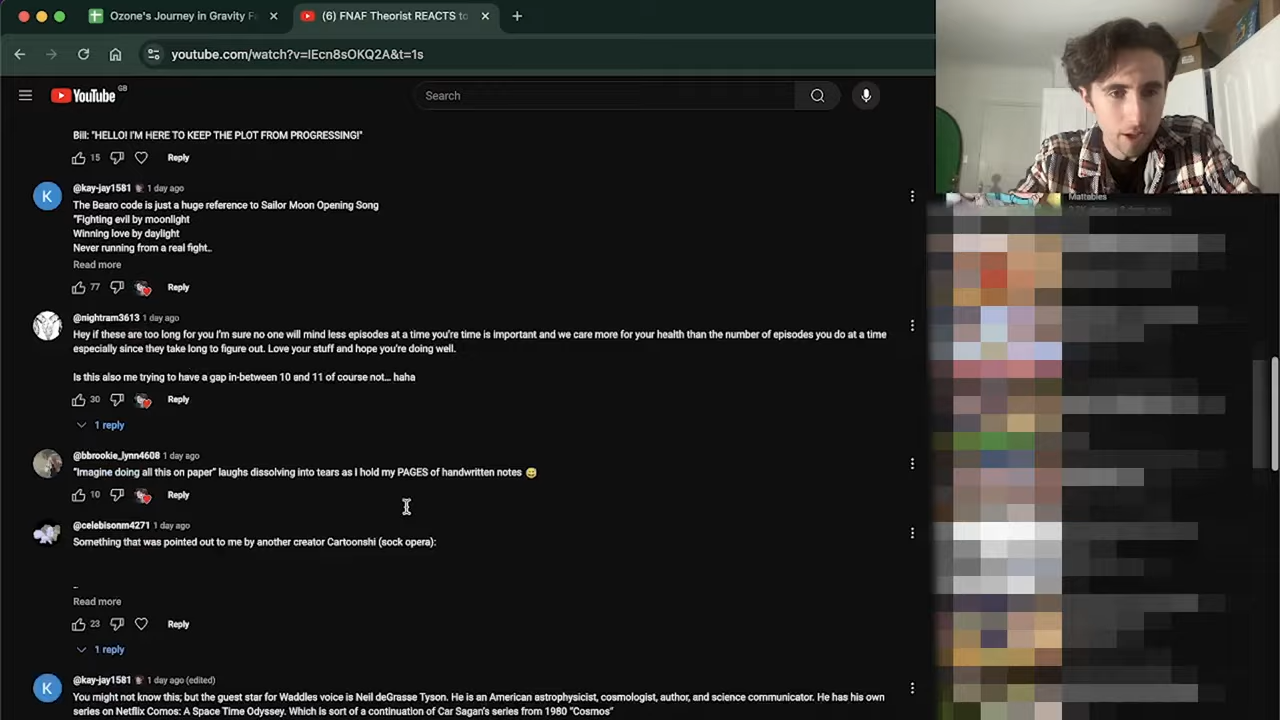 Ozone's Journey in Gravity Fa
(6) FNAF Theorist REACTS to
youtube.com/watch?v=lEcn8sOKQ2A&t=1s
YouTube GB
Search
Bill: "HELLO! I'M HERE TO KEEP THE PLOT FROM PROGRESSING!"
15 Reply
K
@kay-jay1581 1 day ago
The Bearo code is just a huge reference to Sailor Moon Opening Song
"Fighting evil by moonlight
Winning love by daylight
Never running from a real fight..
Read more
77 Reply
@nightram3613 1 day ago
Hey if these are too long for you I'm sure no one will mind less episodes at a time you're time is important and we care more for your health than the number of episodes you do at a time
especially since they take long to figure out. Love your stuff and hope you're doing well.
Is this also me trying to have a gap in-between 10 and 11 of course not... haha
30 Reply
1 reply
@bbrookie_lynn4608 1 day ago
"Imagine doing all this on paper" laughs dissolving into tears as I hold my PAGES of handwritten notes 😅
10 Reply
@celebisonm4271 1 day ago
Something that was pointed out to me by another creator Cartoonshi (sock opera):
Read more
23 Reply
1 reply
K
@kay-jay1581 1 day ago (edited)
You might not know this; but the guest star for Waddles voice is Neil deGrasse Tyson. He is an American astrophysicist, cosmologist, author, and science communicator. He has his own
series on Netflix Comos: A Space Time Odyssey. Which is sort of a continuation of Car Sagan's series from 1980 "Cosmos"